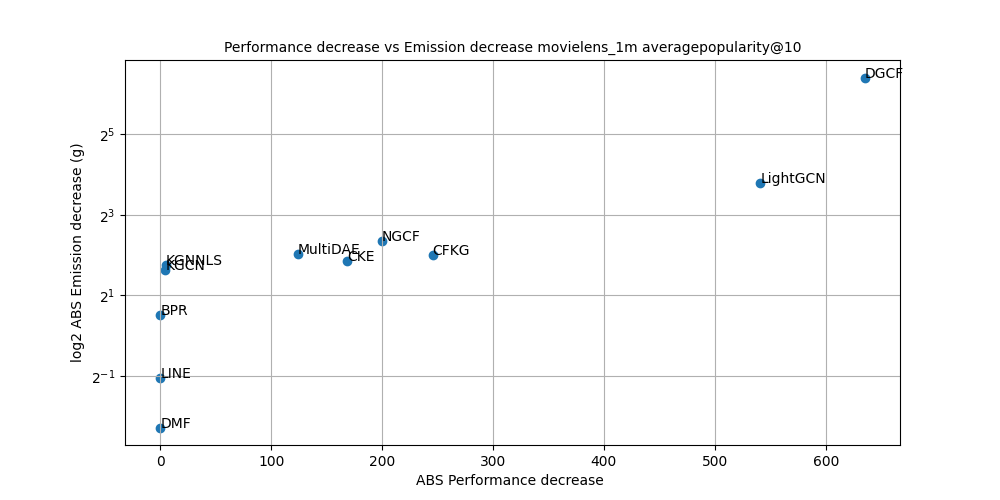 Performance decrease vs Emission decrease movielens_1m averagepopularity@10
DGCF
2^5
LightGCN
2^3
NGCF
MultiDAE
CFKG
CKE
KGNNLS
KGCN
2^1
BPR
2^−1
LINE
DMF
log2 ABS Emission decrease (g)
0 100 200 300 400 500 600
ABS Performance decrease